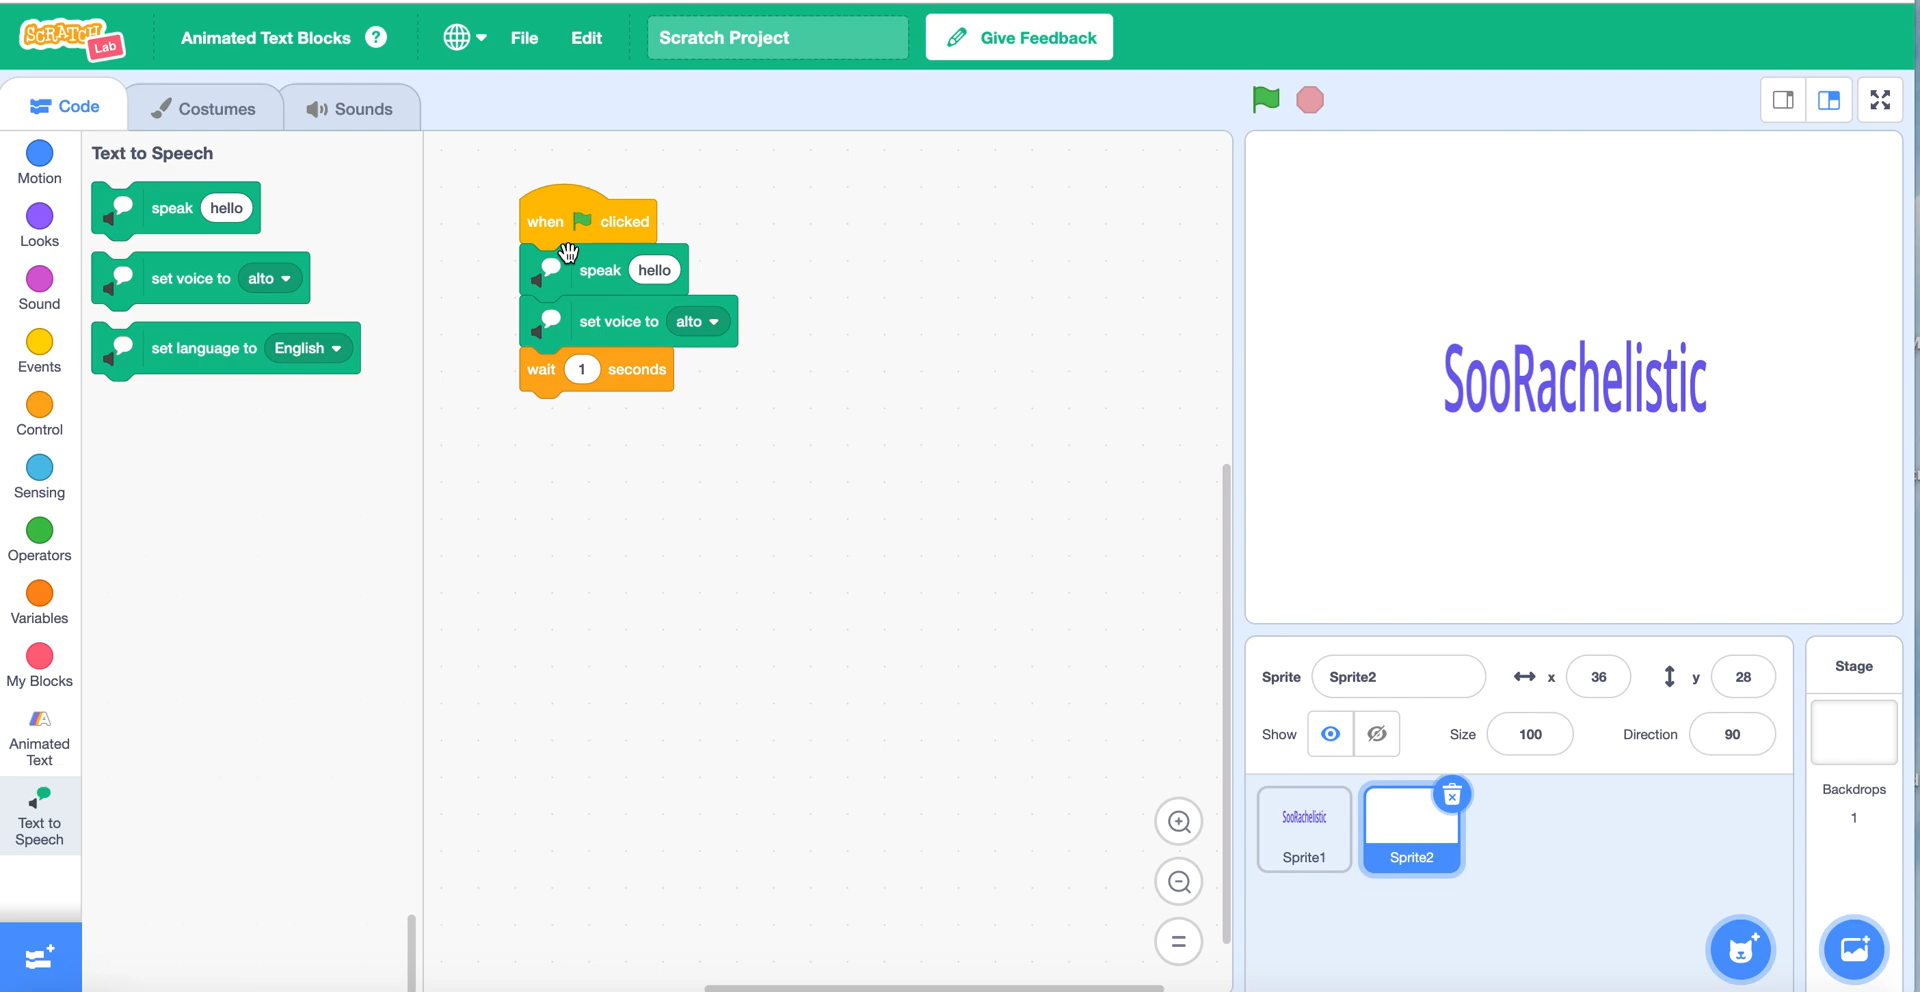 SCRATCH
Lab
Animated Text Blocks ?
File
Edit
Scratch Project
Give Feedback
Code
Costumes
Sounds
Motion
Looks
Sound
Events
Control
Sensing
Operators
Variables
My Blocks
Animated
Text
Text to
Speech
Text to Speech
speak hello
set voice to alto
set language to English
when clicked
speak hello
set voice to alto
wait 1 seconds
SooRachelistic
Sprite Sprite2 x 36 y 28
Show Size 100 Direction 90
SooRachelistic
Sprite1
Sprite2
Stage
Backdrops
1